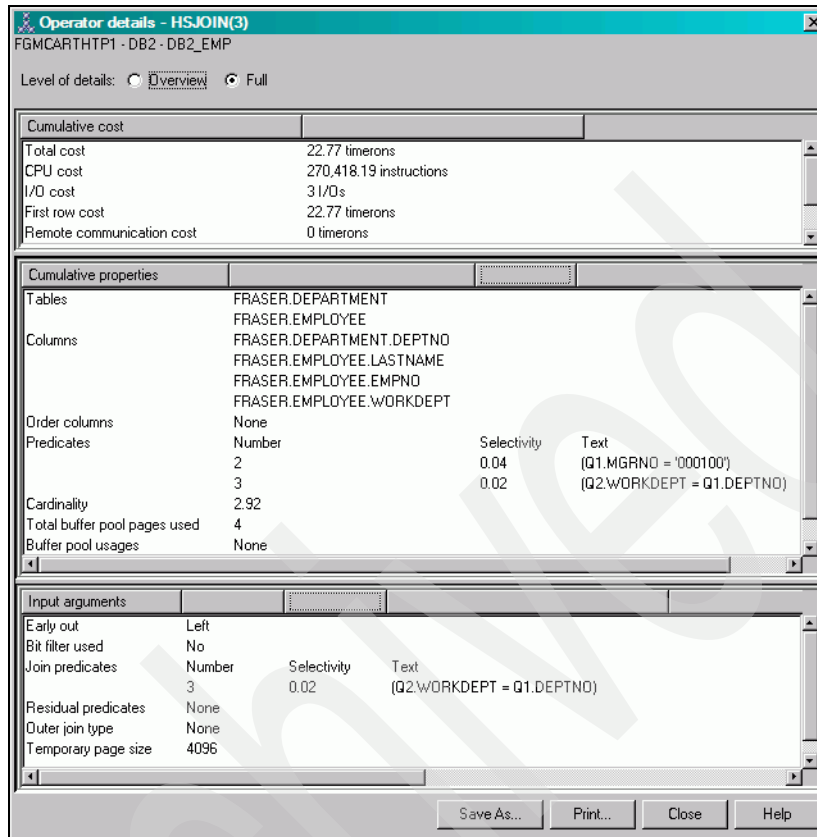 Operator details - HSJOIN(3)
FGMCARTHTP1 - DB2 - DB2_EMP
Level of details: Overview Full
Cumulative cost
Total cost 22.77 timerons
CPU cost 270,418.19 instructions
I/O cost 3 I/Os
First row cost 22.77 timerons
Remote communication cost 0 timerons
Cumulative properties
Tables FRASER.DEPARTMENT
FRASER.EMPLOYEE
Columns FRASER.DEPARTMENT.DEPTNO
FRASER.EMPLOYEE.LASTNAME
FRASER.EMPLOYEE.EMPNO
FRASER.EMPLOYEE.WORKDEPT
Order columns None
Predicates Number Selectivity Text
2 0.04 (Q1.MGRNO = '000100')
3 0.02 (Q2.WORKDEPT = Q1.DEPTNO)
Cardinality 2.92
Total buffer pool pages used 4
Buffer pool usages None
Input arguments
Early out Left
Bit filter used No
Join predicates Number Selectivity Text
3 0.02 (Q2.WORKDEPT = Q1.DEPTNO)
Residual predicates None
Outer join type None
Temporary page size 4096
Save As... Print... Close Help